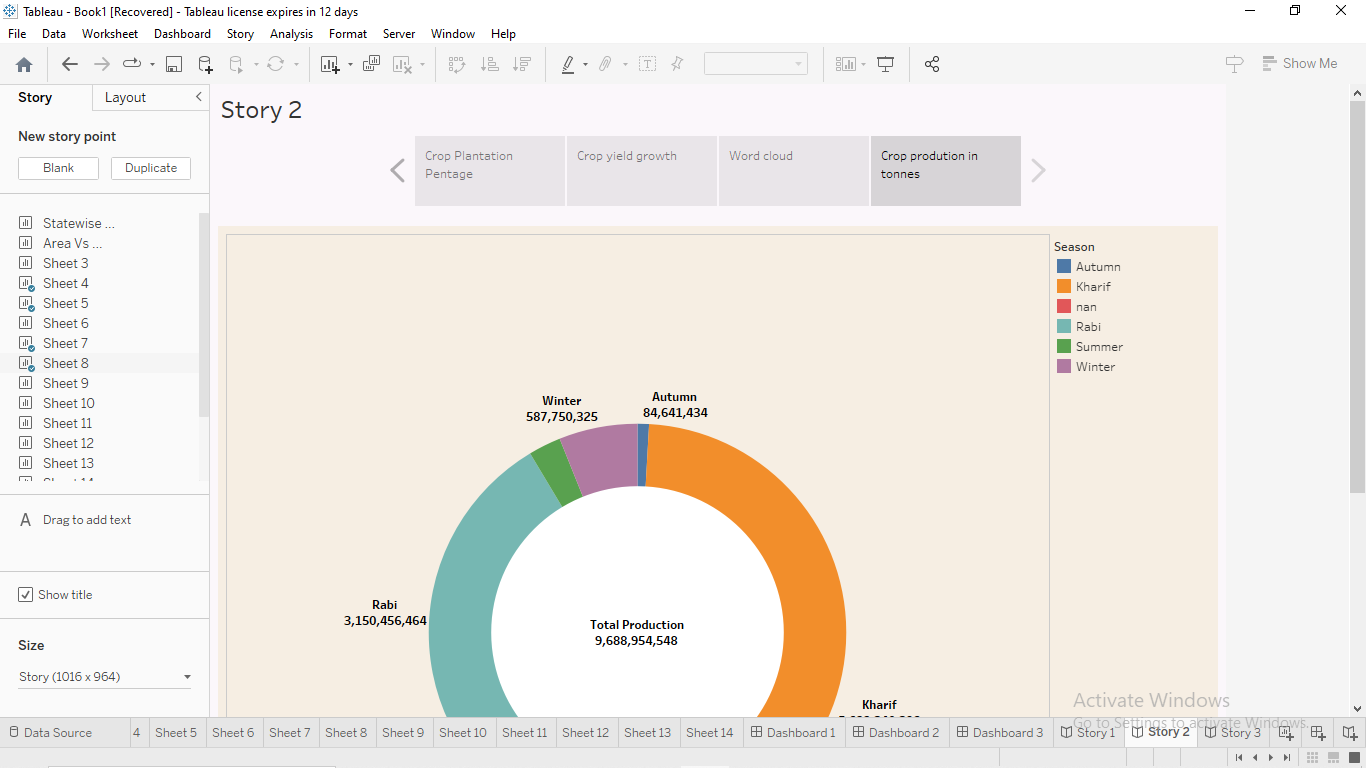 Tableau - Book1 [Recovered] - Tableau license expires in 12 days
File Data Worksheet Dashboard Story Analysis Format Server Window Help
Show Me
Story Layout
New story point
Blank Duplicate
Statewise ...
Area Vs ...
Sheet 3
Sheet 4
Sheet 5
Sheet 6
Sheet 7
Sheet 8
Sheet 9
Sheet 10
Sheet 11
Sheet 12
Sheet 13
A Drag to add text
Show title
Size
Story (1016 x 964)
Story 2
Crop Plantation
Pentage
Crop yield growth
Word cloud
Crop prodution in
tonnes
Season
Autumn
Kharif
nan
Rabi
Summer
Winter
Winter
587,750,325
Autumn
84,641,434
Rabi
3,150,456,464
Total Production
9,688,954,548
Kharif
Activate Windows
Go to Settings to activate Windows.
Data Source 4 Sheet 5 Sheet 6 Sheet 7 Sheet 8 Sheet 9 Sheet 10 Sheet 11 Sheet 12 Sheet 13 Sheet 14 Dashboard 1 Dashboard 2 Dashboard 3 Story 1 Story 2 Story 3